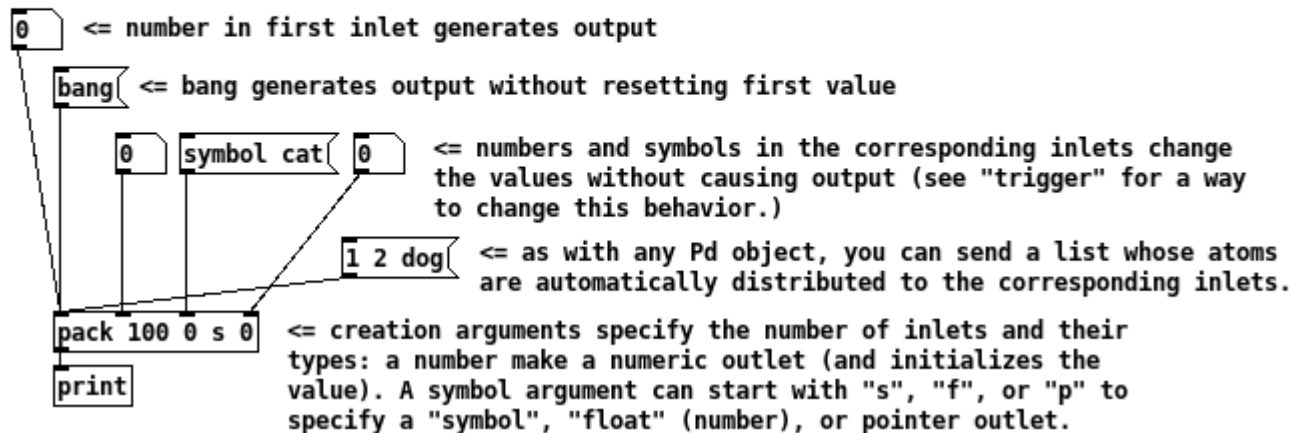 0 <= number in first inlet generates output
bang <= bang generates output without resetting first value
0 symbol cat 0 <= numbers and symbols in the corresponding inlets change
the values without causing output (see "trigger" for a way
to change this behavior.)
1 2 dog <= as with any Pd object, you can send a list whose atoms
are automatically distributed to the corresponding inlets.
pack 100 0 s 0 <= creation arguments specify the number of inlets and their
types: a number make a numeric outlet (and initializes the
print value). A symbol argument can start with "s", "f", or "p" to
specify a "symbol", "float" (number), or pointer outlet.